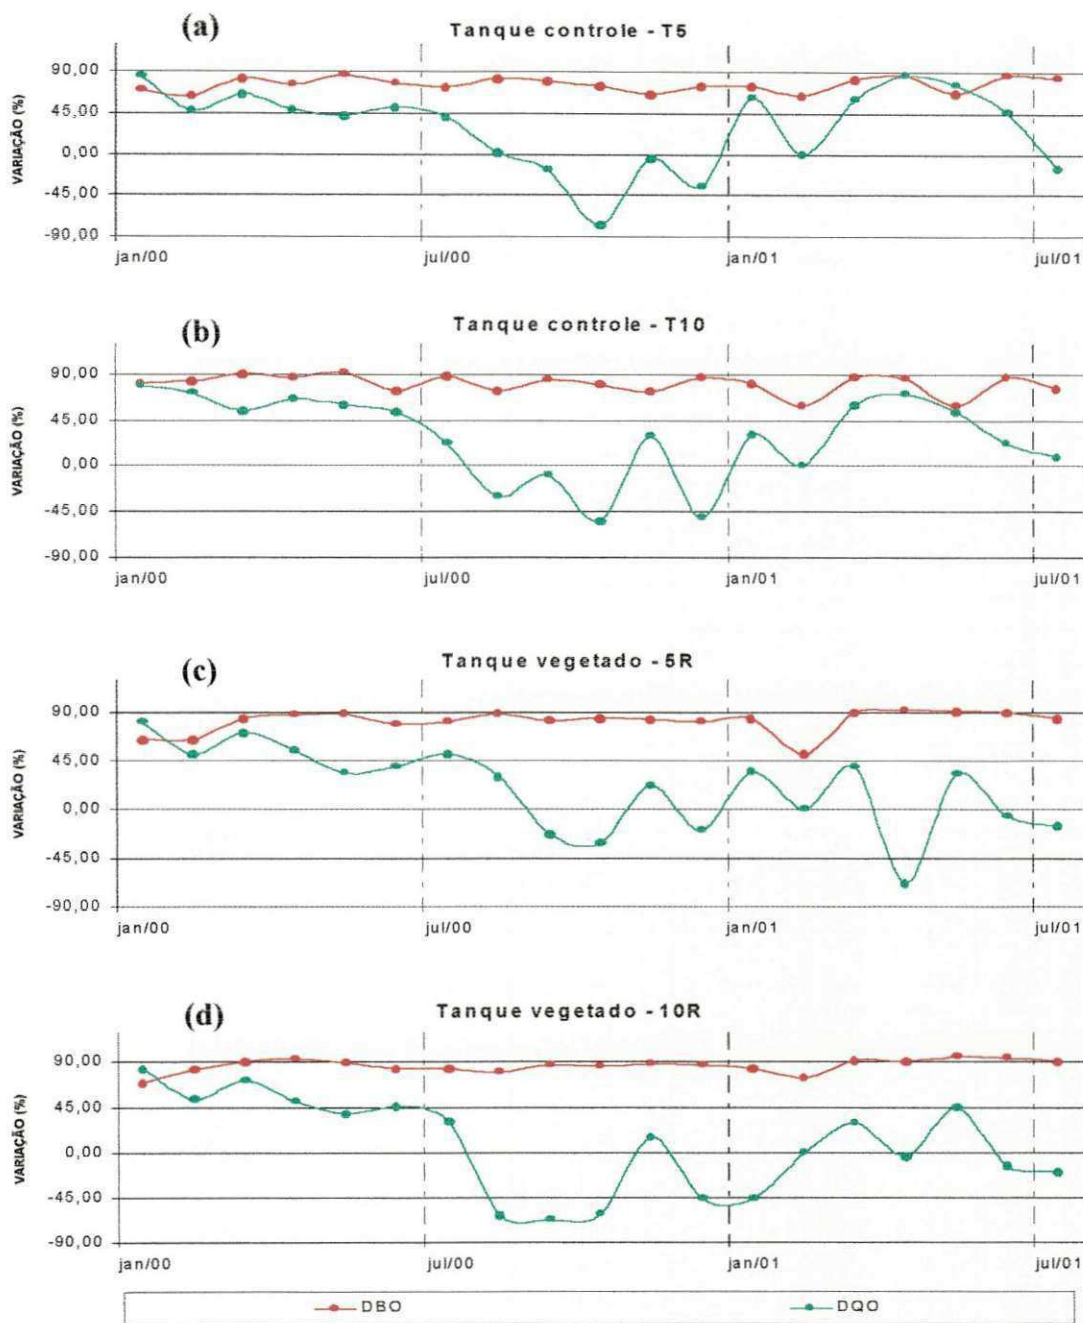 (a)
Tanque controle - T5
VARIAÇÃO (%)
90,00
45,00
0,00
-45,00
-90,00
jan/00 jul/00 jan/01 jul/01
(b)
Tanque controle - T10
VARIAÇÃO (%)
90,00
45,00
0,00
-45,00
-90,00
jan/00 jul/00 jan/01 jul/01
(c)
Tanque vegetado - 5R
VARIAÇÃO (%)
90,00
45,00
0,00
-45,00
-90,00
jan/00 jul/00 jan/01 jul/01
(d)
Tanque vegetado - 10R
VARIAÇÃO (%)
90,00
45,00
0,00
-45,00
-90,00
jan/00 jul/00 jan/01 jul/01
DBO DQO